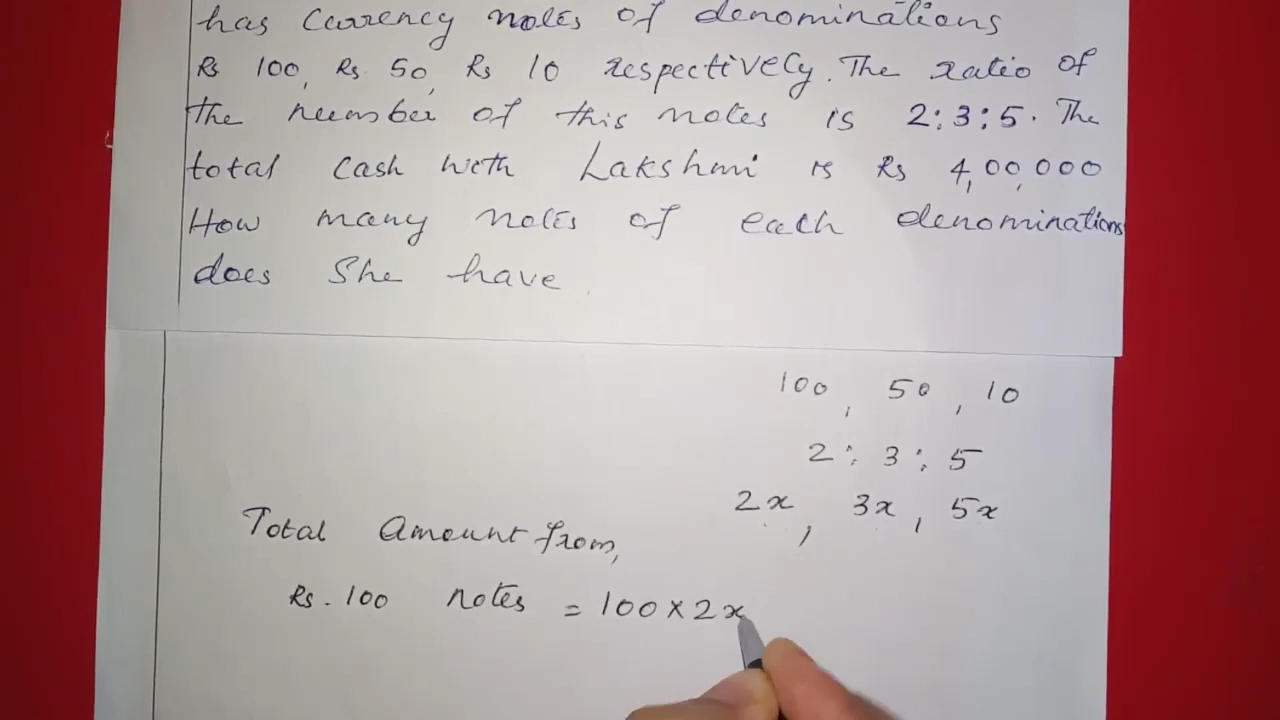 has currency notes of denominations
Rs 100, Rs 50, Rs 10 respectively. The ratio of
the number of this notes is 2:3:5. The
total cash with Lakshmi is Rs 4,00,000
How many notes of each denominations
does She have.
100, 50, 10
2:3:5
2x, 3x, 5x
Total Amount from,
Rs. 100 notes = 100×2x